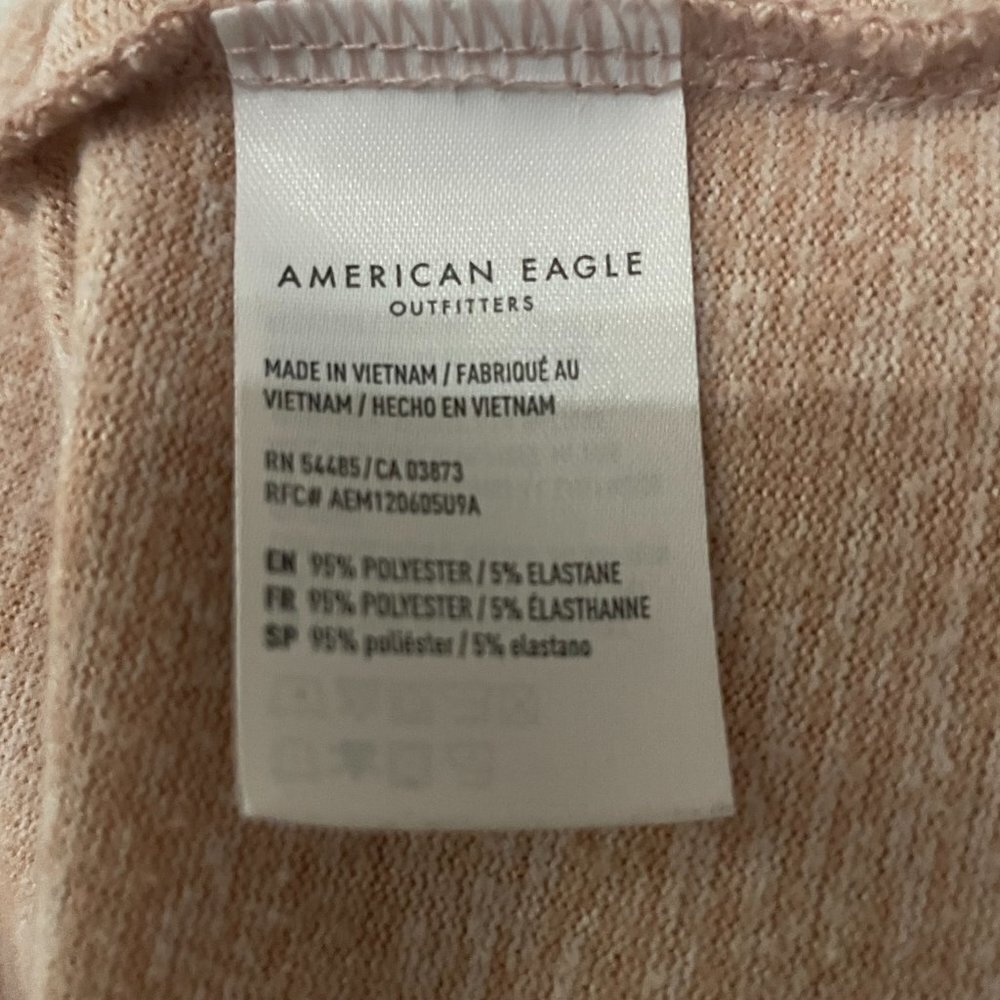 AMERICAN EAGLE
OUTFITTERS
MADE IN VIETNAM / FABRIQUÉ AU
VIETNAM / HECHO EN VIETNAM
RN 54485/CA 03873
RFC# AEM120605U9A
EN 95% POLYESTER / 5% ELASTANE
FR 95% POLYESTER / 5% ÉLASTHANNE
SP 95% poliéster / 5% elastano